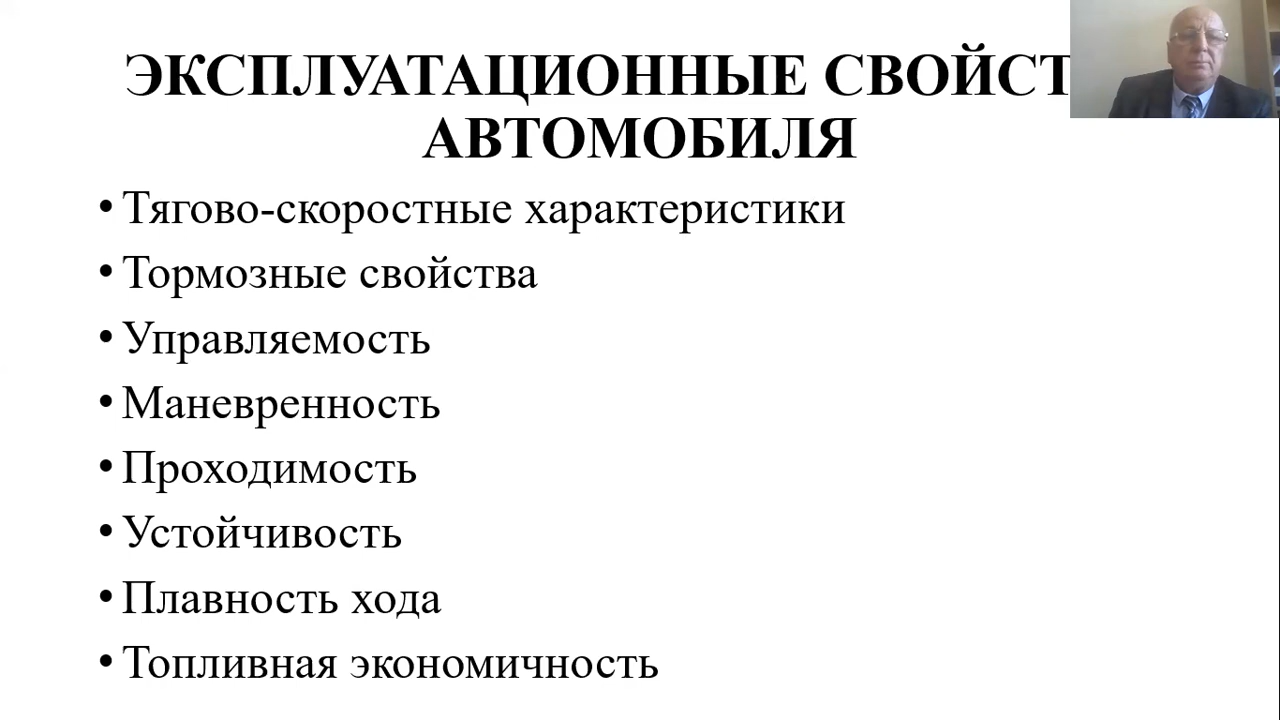 ЭКСПЛУАТАЦИОННЫЕ СВОЙСТ
АВТОМОБИЛЯ
• Тягово-скоростные характеристики
• Тормозные свойства
• Управляемость
• Маневренность
• Проходимость
• Устойчивость
• Плавность хода
• Топливная экономичность